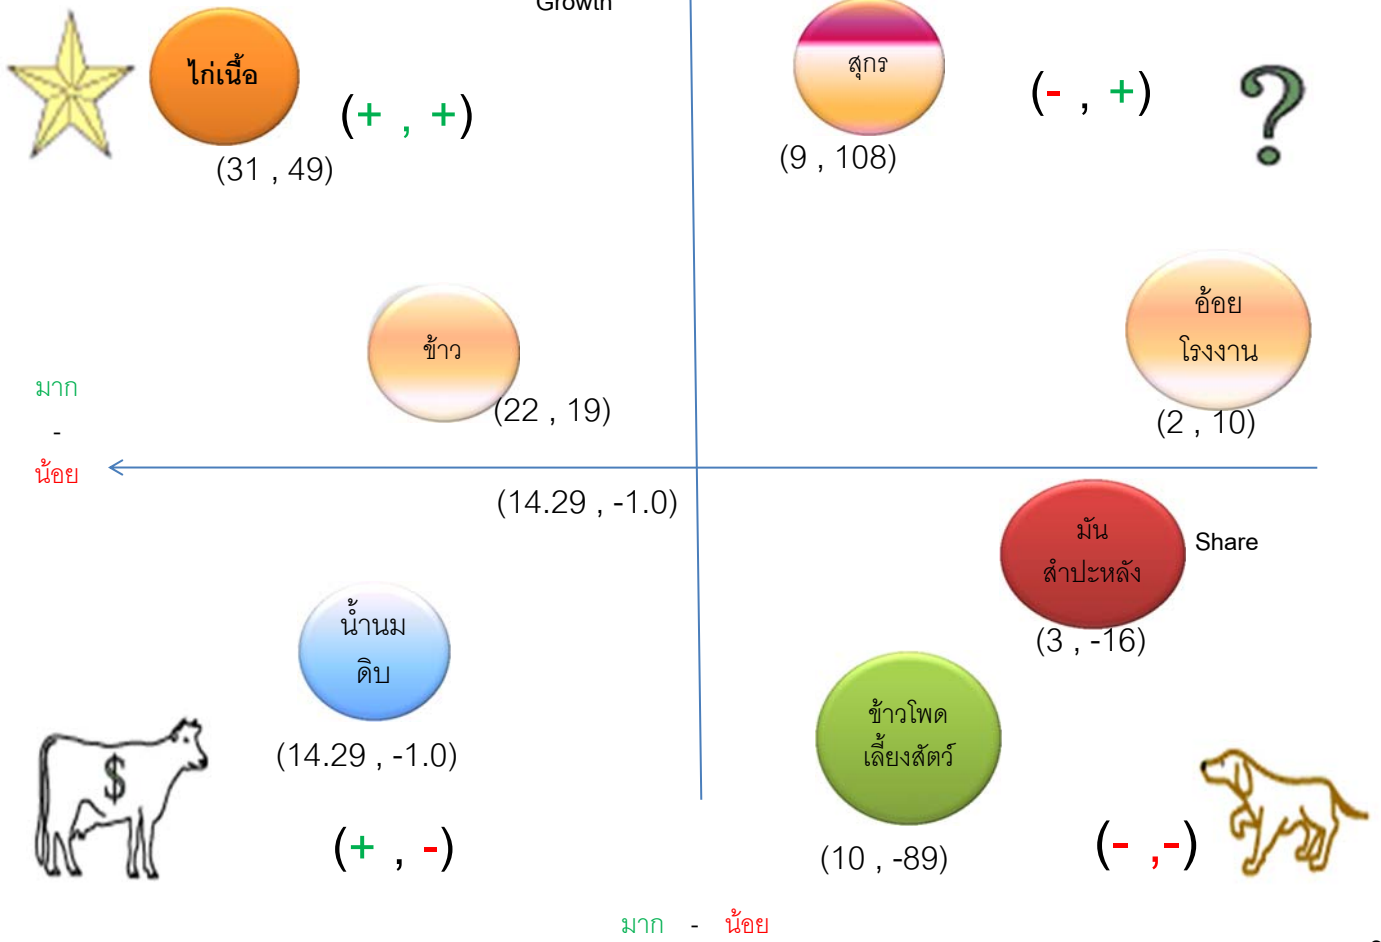 Growth
ไก่เนื้อ
(+ , +)
(31 , 49)
สุกร
(- , +)
?
(9 , 108)
ข้าว
(22 , 19)
อ้อย
โรงงาน
(2 , 10)
มาก
-
น้อย
(14.29 , -1.0)
มัน
สำปะหลัง
Share
(3 , -16)
น้ำนม
ดิบ
(14.29 , -1.0)
$
(+ , -)
ข้าวโพด
เลี้ยงสัตว์
(10 , -89)
(- ,-)
มาก - น้อย